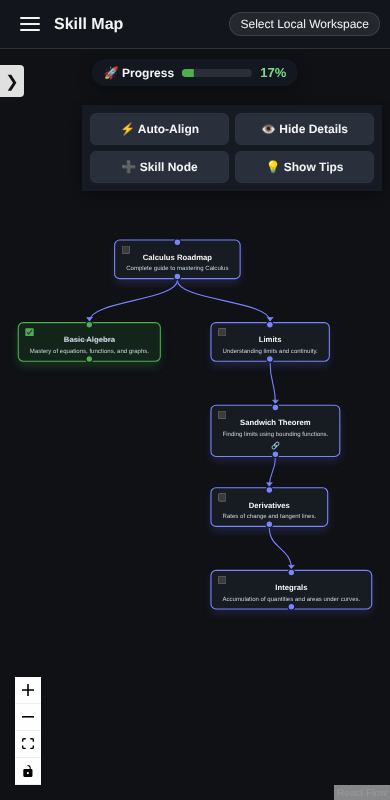 Skill Map
Select Local Workspace
🚀 Progress 17%
❯
⚡ Auto-Align
👁️ Hide Details
➕ Skill Node
💡 Show Tips
Calculus Roadmap
Complete guide to mastering Calculus
Basic Algebra
Mastery of equations, functions, and graphs.
Limits
Understanding limits and continuity.
Sandwich Theorem
Finding limits using bounding functions.
🔗
Derivatives
Rates of change and tangent lines.
Integrals
Accumulation of quantities and areas under curves.
React Flow